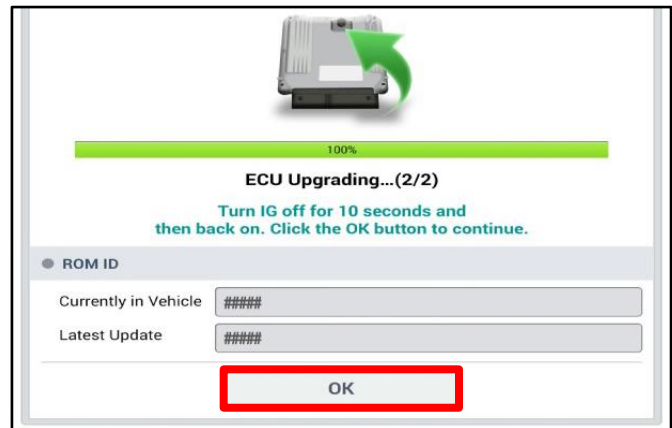 100%
ECU Upgrading...(2/2)
Turn IG off for 10 seconds and
then back on. Click the OK button to continue.
ROM ID
Currently in Vehicle #####
Latest Update #####
OK